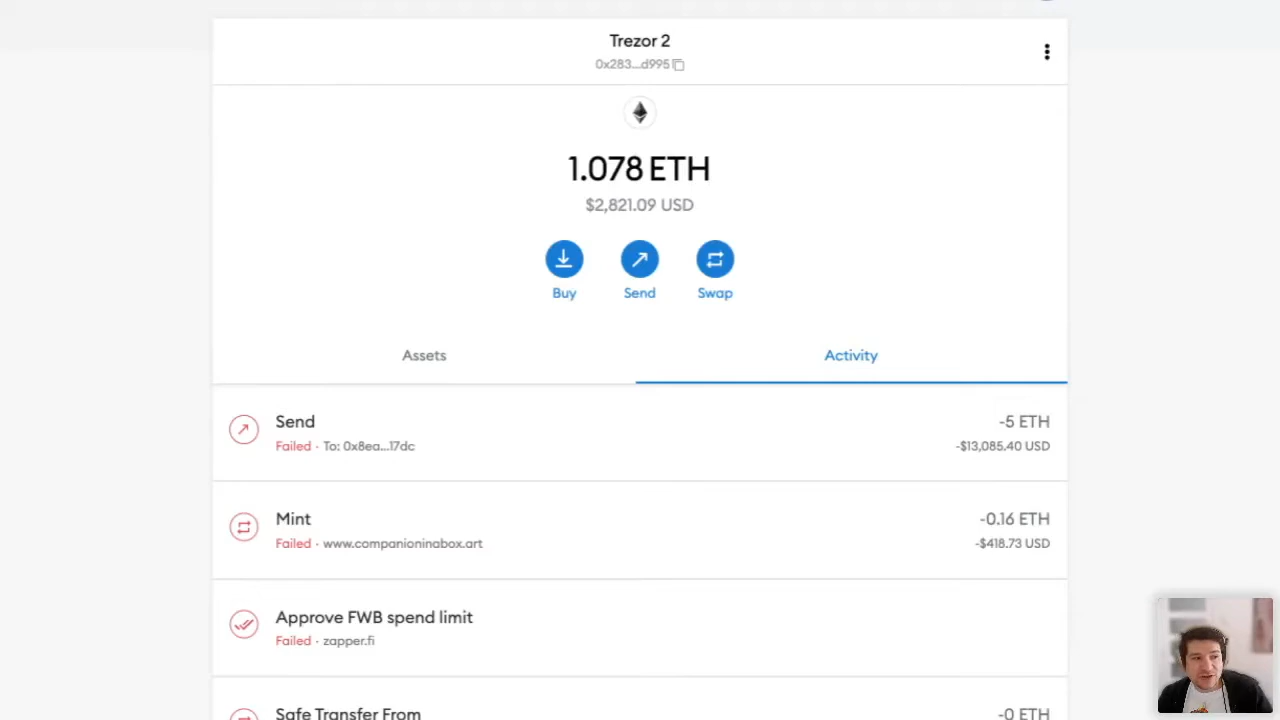 Trezor 2
0x283...d995
1.078 ETH
$2,821.09 USD
Buy
Send
Swap
Assets
Activity
Send
-5 ETH
Failed · To: 0x8ea...17dc
-$13,085.40 USD
Mint
-0.16 ETH
Failed · www.companioninabox.art
-$418.73 USD
Approve FWB spend limit
Failed · zapper.fi
Safe Transfer From
-0 ETH